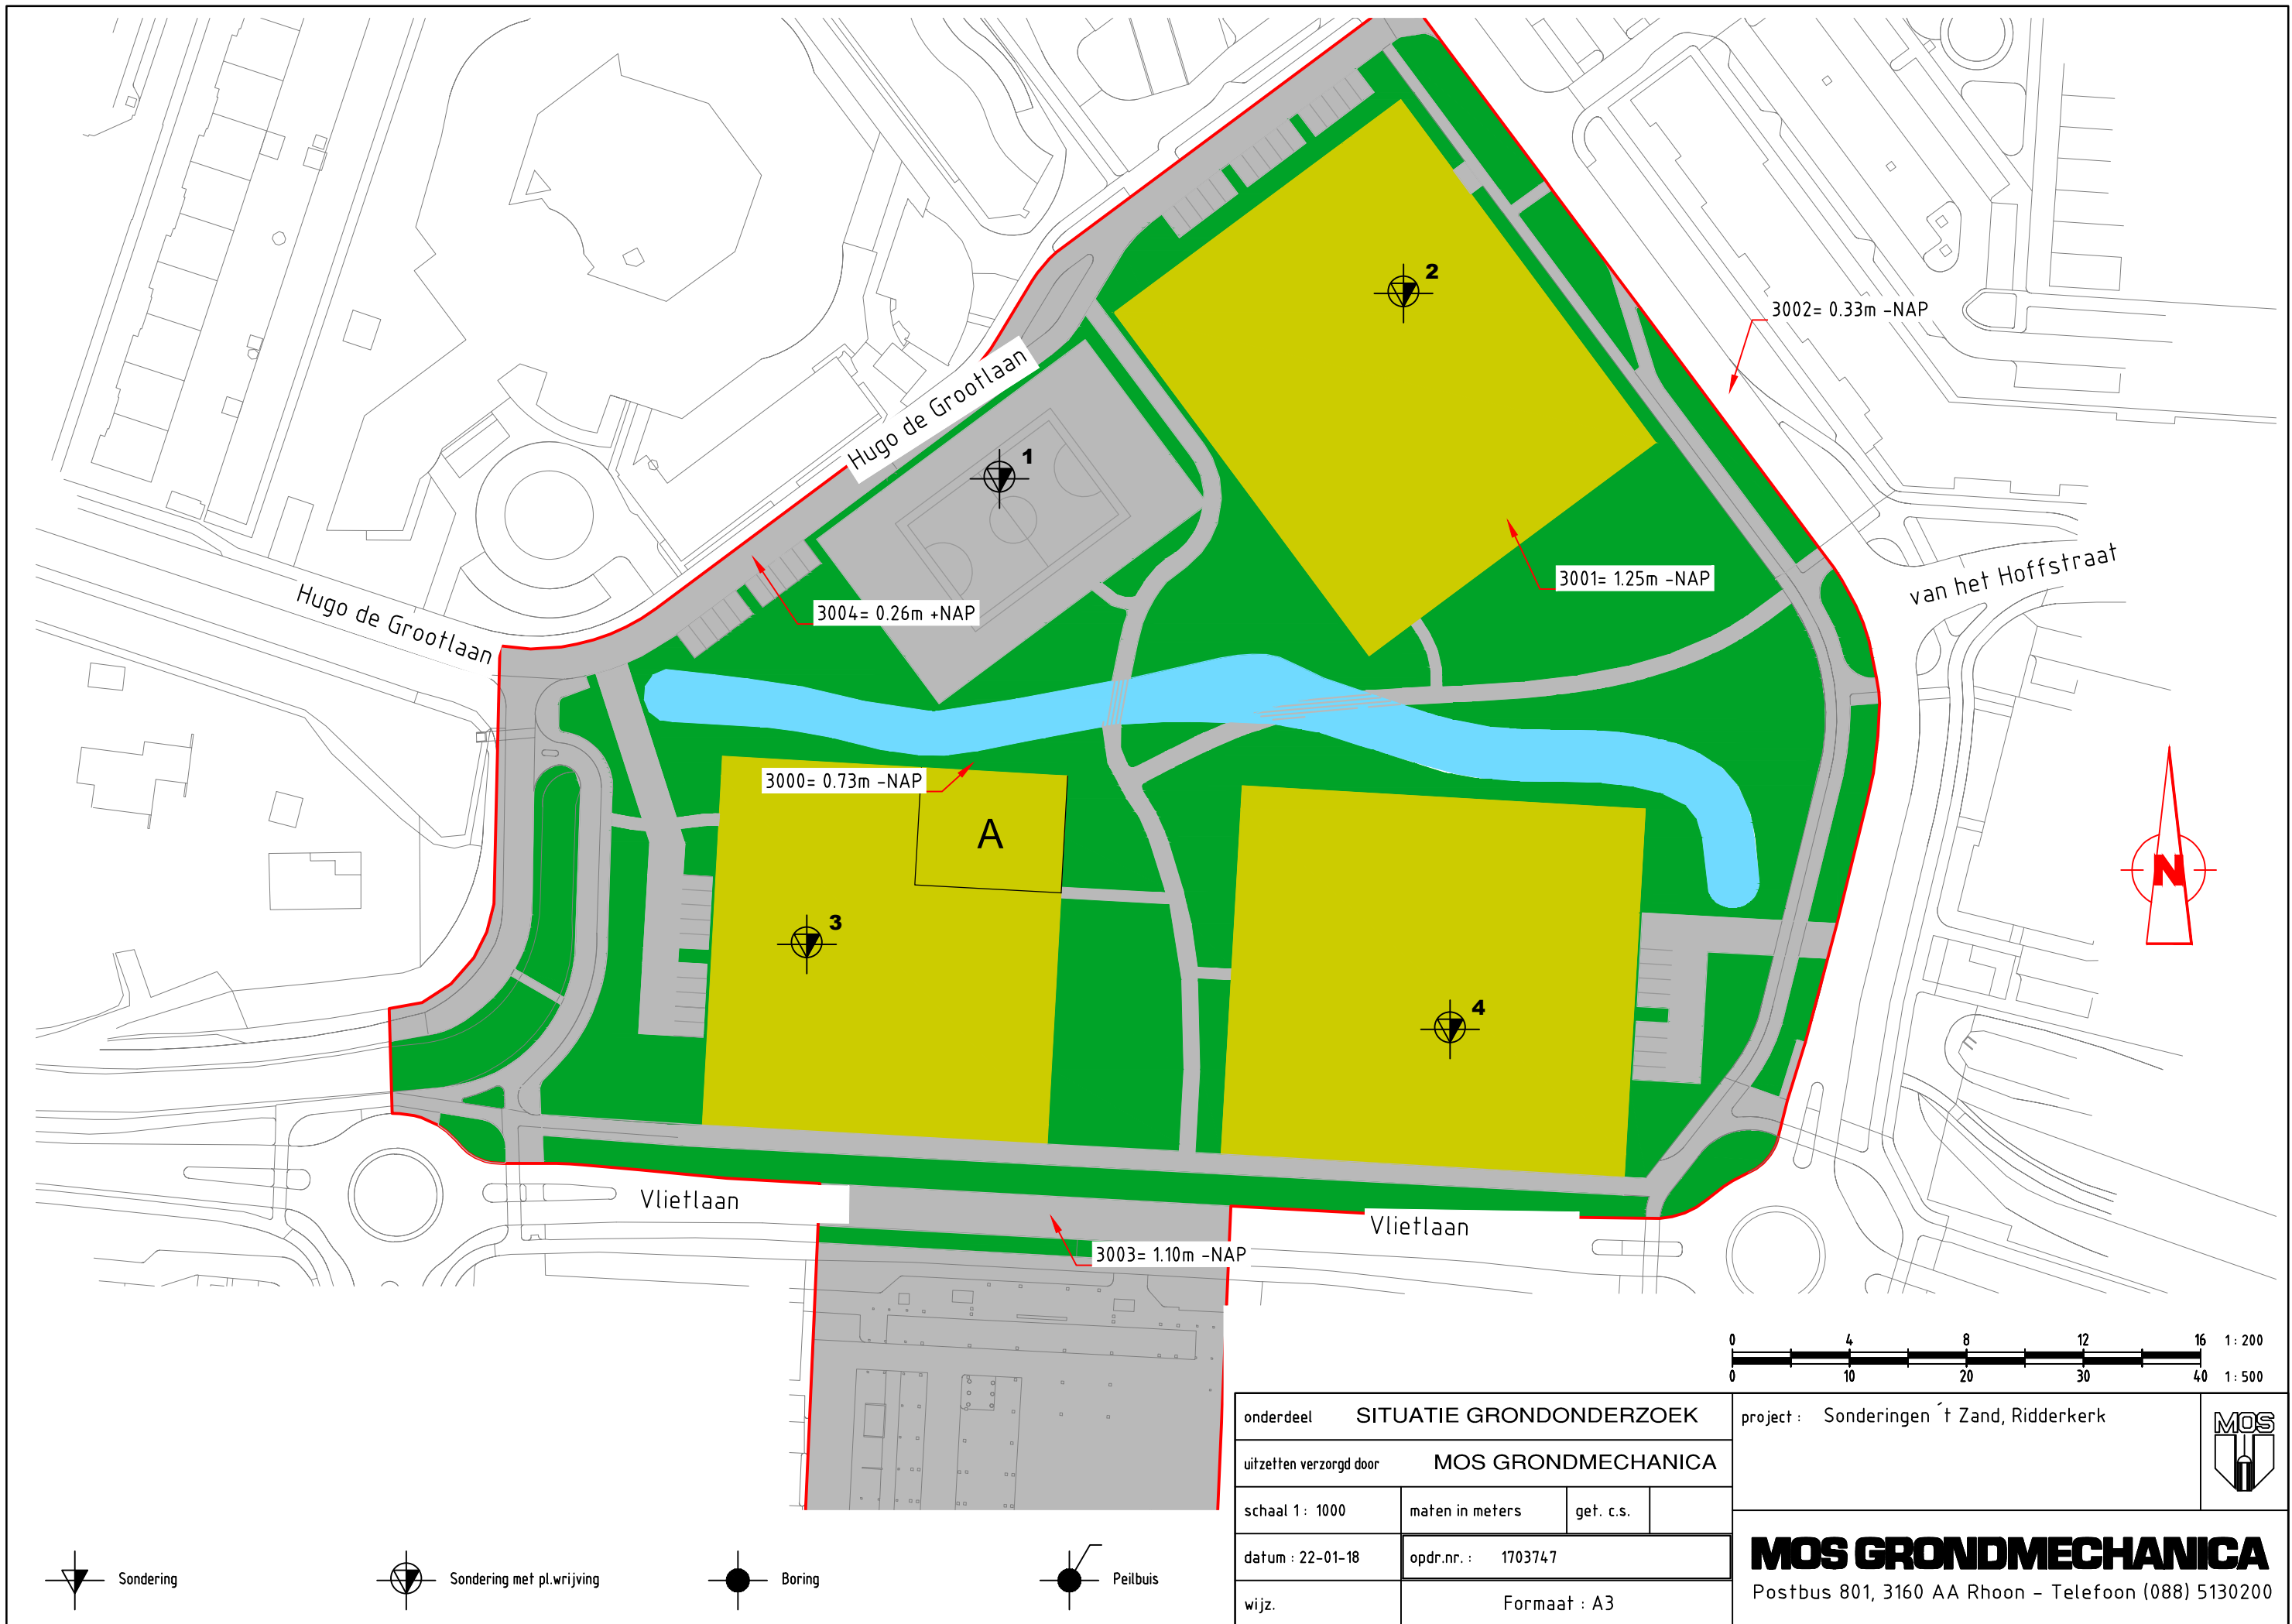 2
3002= 0.33m -NAP
Hugo de Grootlaan
1
3001= 1.25m -NAP
van het Hoffstraat
3004= 0.26m +NAP
Hugo de Grootlaan
3000= 0.73m -NAP
A
N
3
4
Vlietlaan
Vlietlaan
3003= 1.10m -NAP
0 4 8 12 16 1: 200
0 10 20 30 40 1: 500
onderdeel SITUATIE GRONDONDERZOEK
project : Sonderingen ´t Zand, Ridderkerk
MOS
uitzetten verzorgd door MOS GRONDMECHANICA
schaal 1 : 1000 maten in meters get. c.s.
datum : 22-01-18 opdr.nr. : 1703747
MOS GRONDMECHANICA
Postbus 801, 3160 AA Rhoon - Telefoon (088) 5130200
wijz. Formaat : A3
Sondering
Sondering met pl.wrijving
Boring
Peilbuis